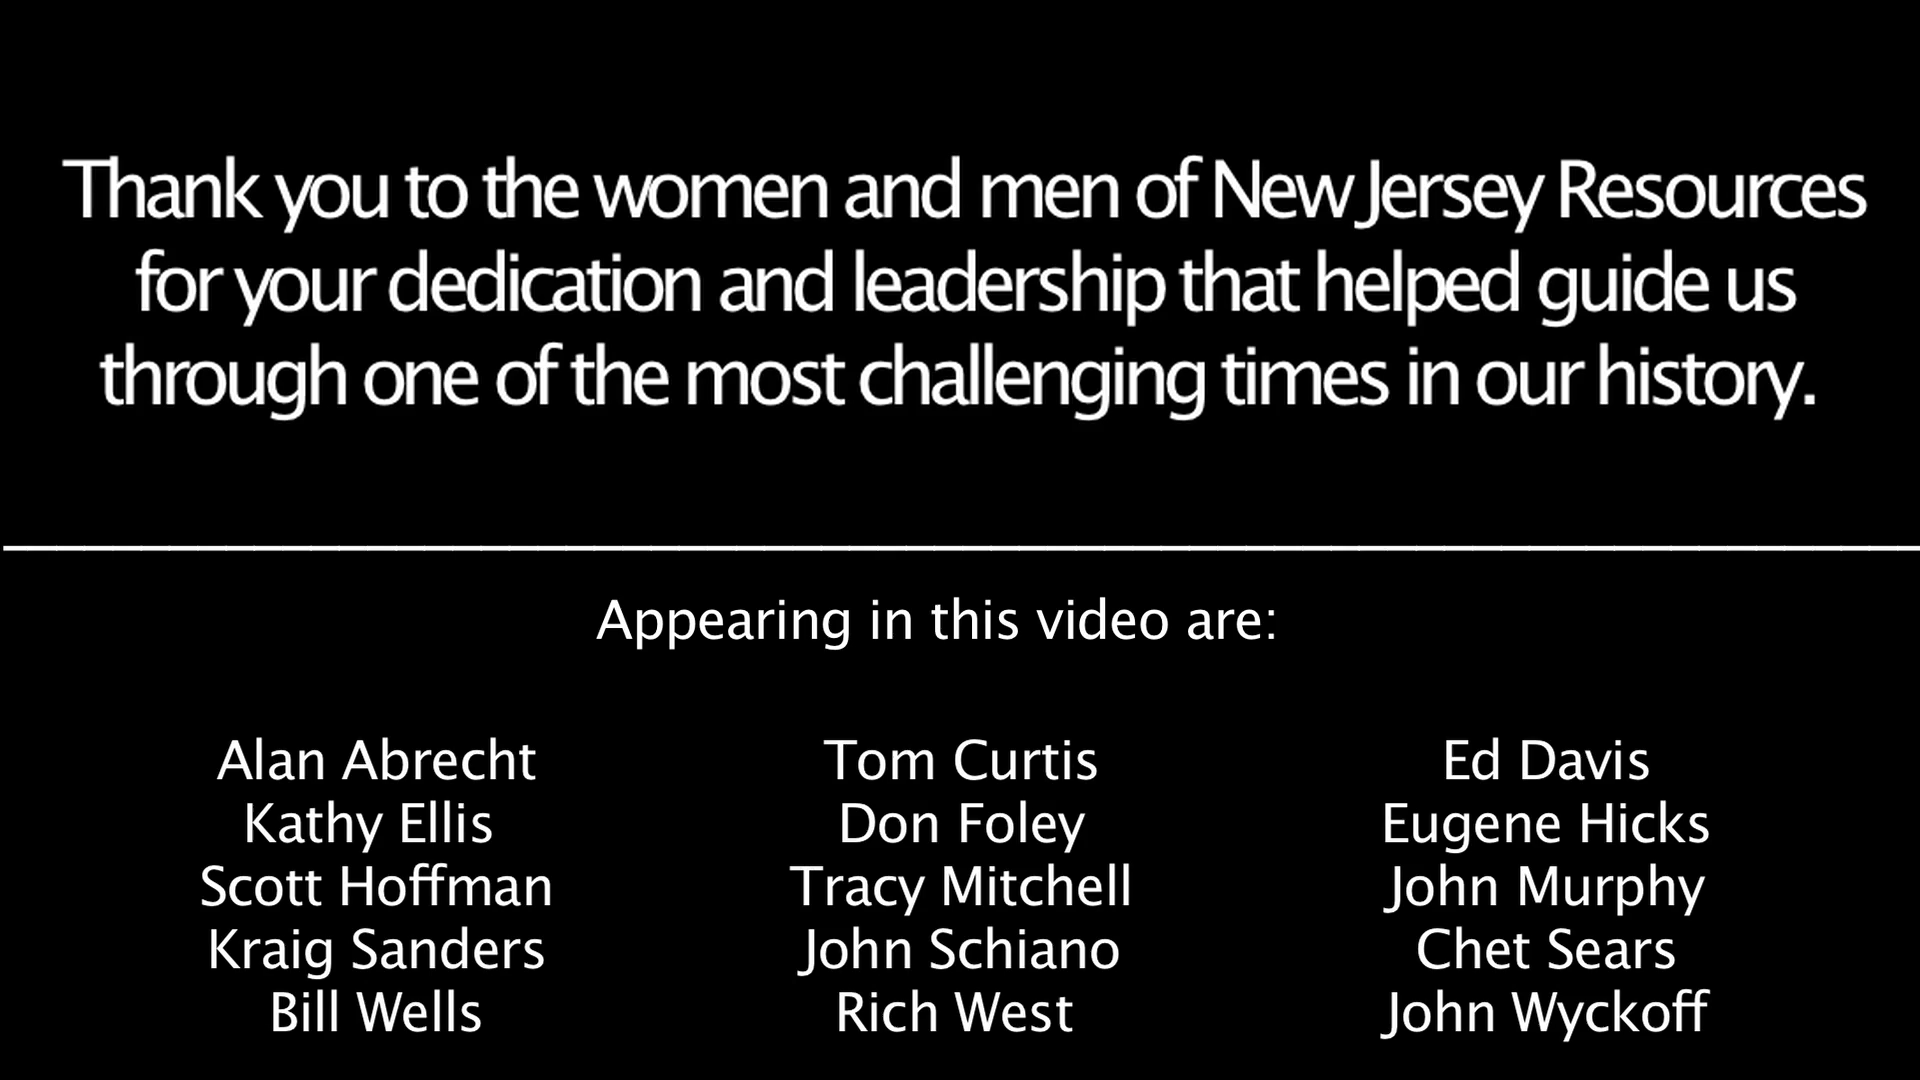 Thank you to the women and men of New Jersey Resources
for your dedication and leadership that helped guide us
through one of the most challenging times in our history.
Appearing in this video are:
Alan Abrecht Tom Curtis Ed Davis
Kathy Ellis Don Foley Eugene Hicks
Scott Hoffman Tracy Mitchell John Murphy
Kraig Sanders John Schiano Chet Sears
Bill Wells Rich West John Wyckoff